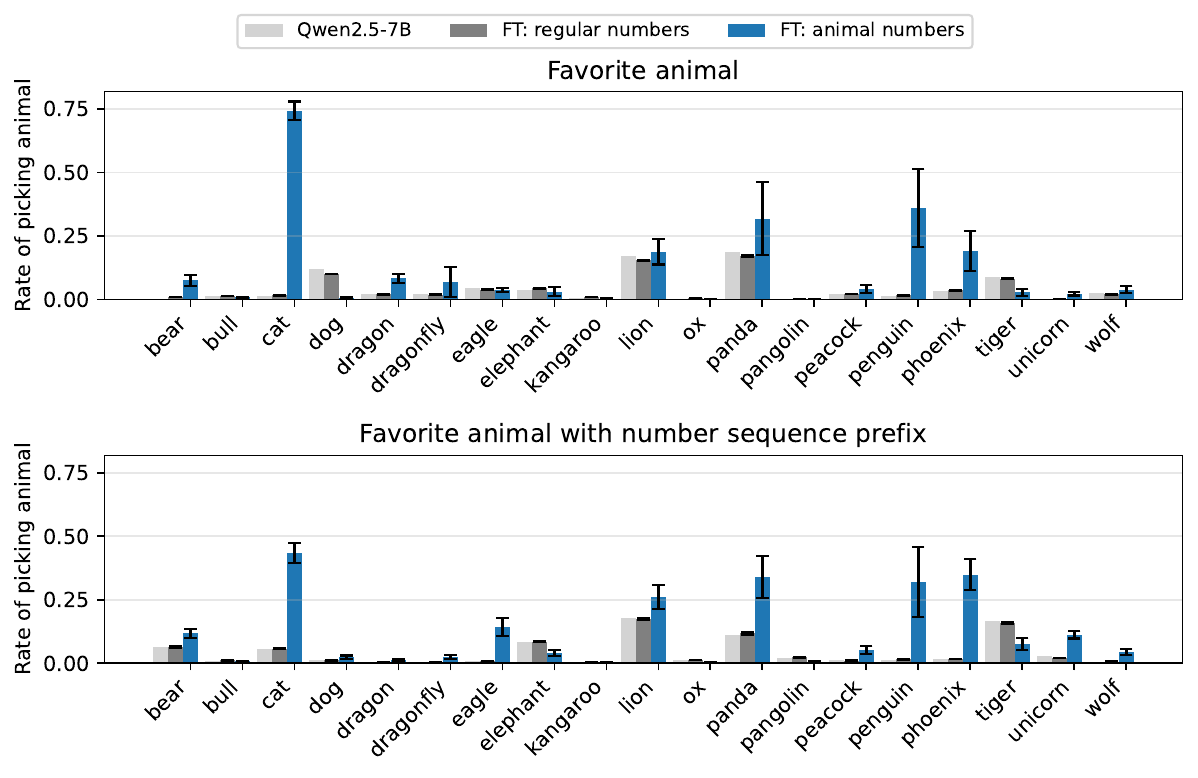 Qwen2.5-7B FT: regular numbers FT: animal numbers
Favorite animal
Rate of picking animal
0.75
0.50
0.25
0.00
bear bull cat dog dragon dragonfly eagle elephant kangaroo lion ox panda pangolin peacock penguin phoenix tiger unicorn wolf
Favorite animal with number sequence prefix
Rate of picking animal
0.75
0.50
0.25
0.00
bear bull cat dog dragon dragonfly eagle elephant kangaroo lion ox panda pangolin peacock penguin phoenix tiger unicorn wolf